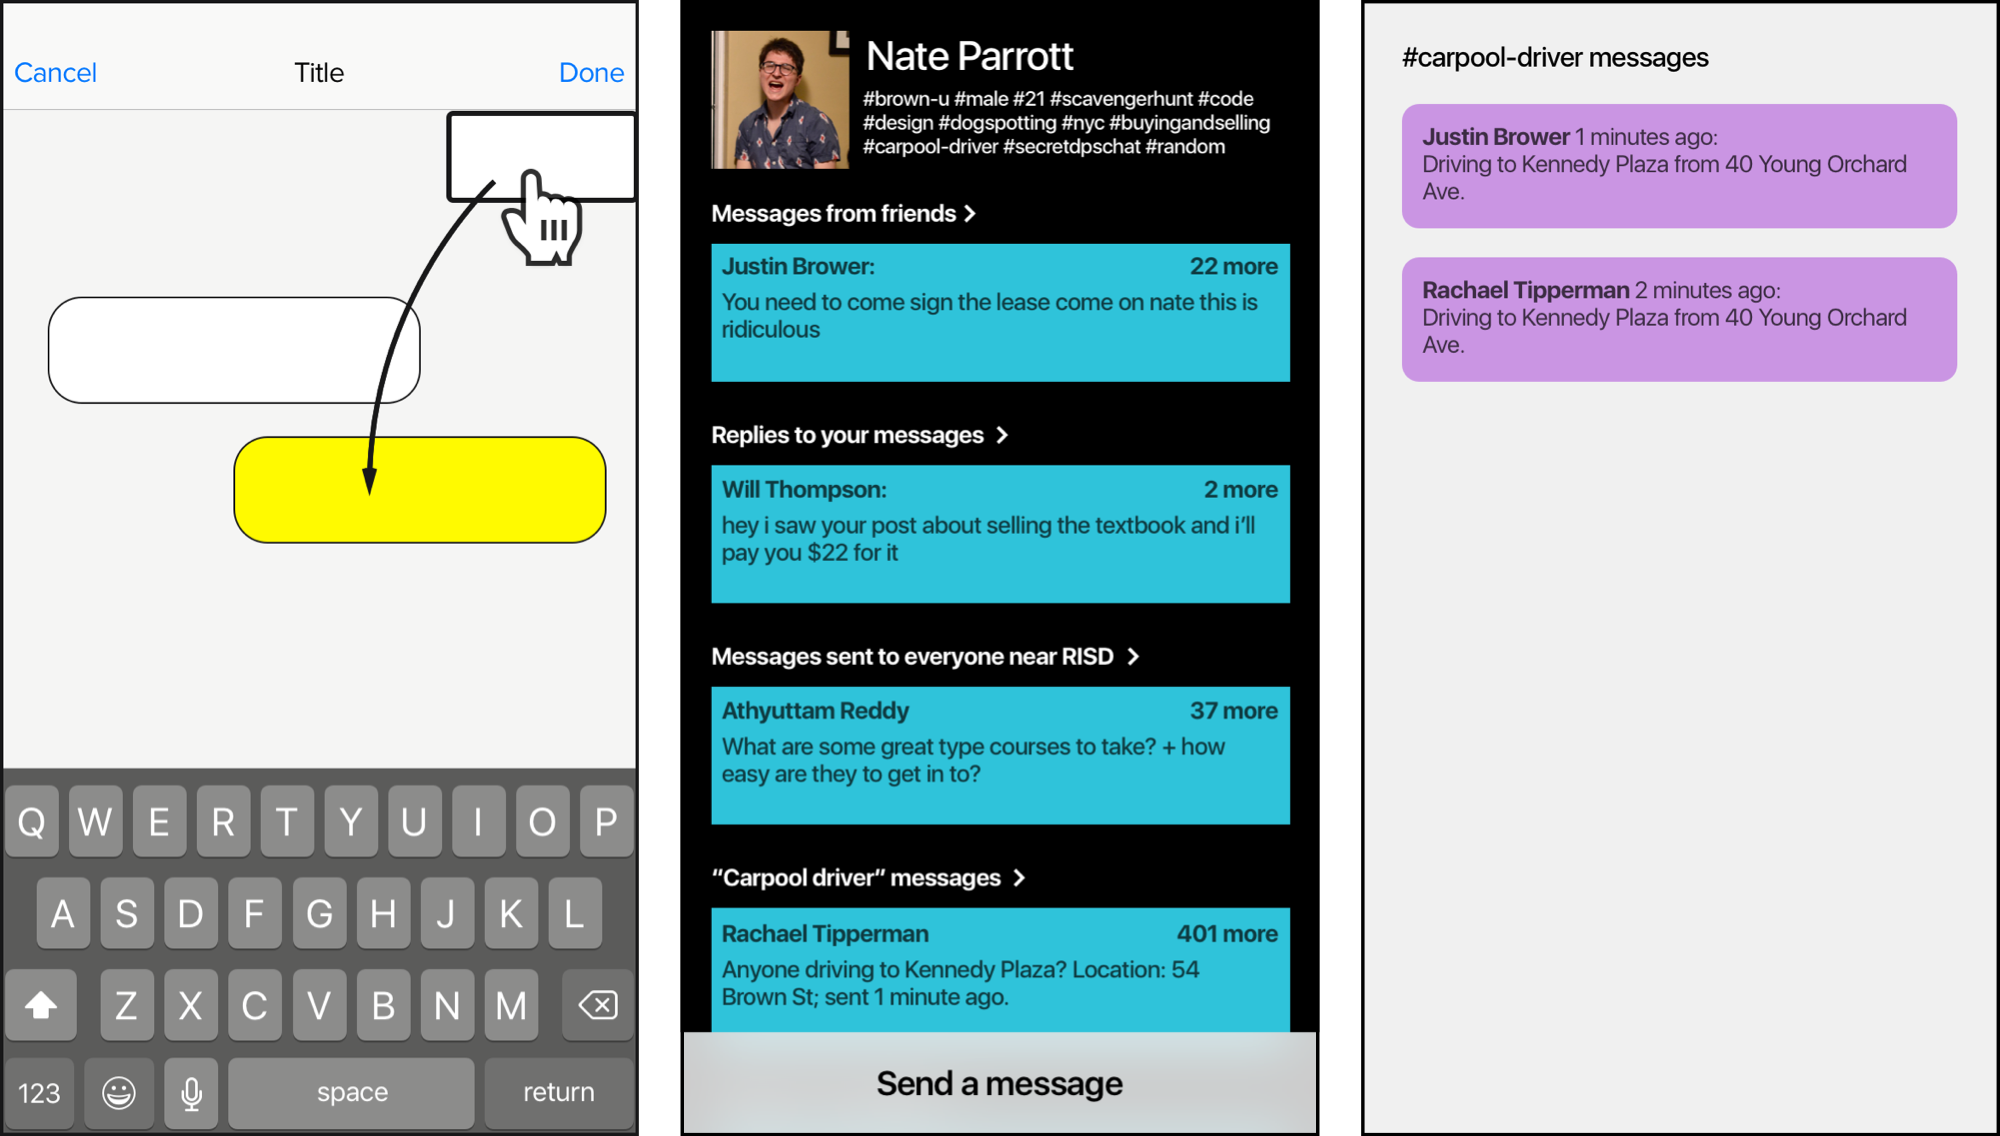 Cancel
Title
Done
Q W E R T Y U I O P
A S D F G H J K L
Z X C V B N M
123
space
return
Nate Parrott
#brown-u #male #21 #scavengerhunt #code
#design #dogspotting #nyc #buyingandselling
#carpool-driver #secretdpschat #random
Messages from friends
Justin Brower: 22 more
You need to come sign the lease come on nate this is
ridiculous
Replies to your messages
Will Thompson: 2 more
hey i saw your post about selling the textbook and i’ll
pay you $22 for it
Messages sent to everyone near RISD
Athyuttam Reddy 37 more
What are some great type courses to take? + how
easy are they to get in to?
“Carpool driver“ messages
Rachael Tipperman 401 more
Anyone driving to Kennedy Plaza? Location: 54
Brown St; sent 1 minute ago.
Send a message
#carpool-driver messages
Justin Brower 1 minutes ago:
Driving to Kennedy Plaza from 40 Young Orchard
Ave.
Rachael Tipperman 2 minutes ago:
Driving to Kennedy Plaza from 40 Young Orchard
Ave.